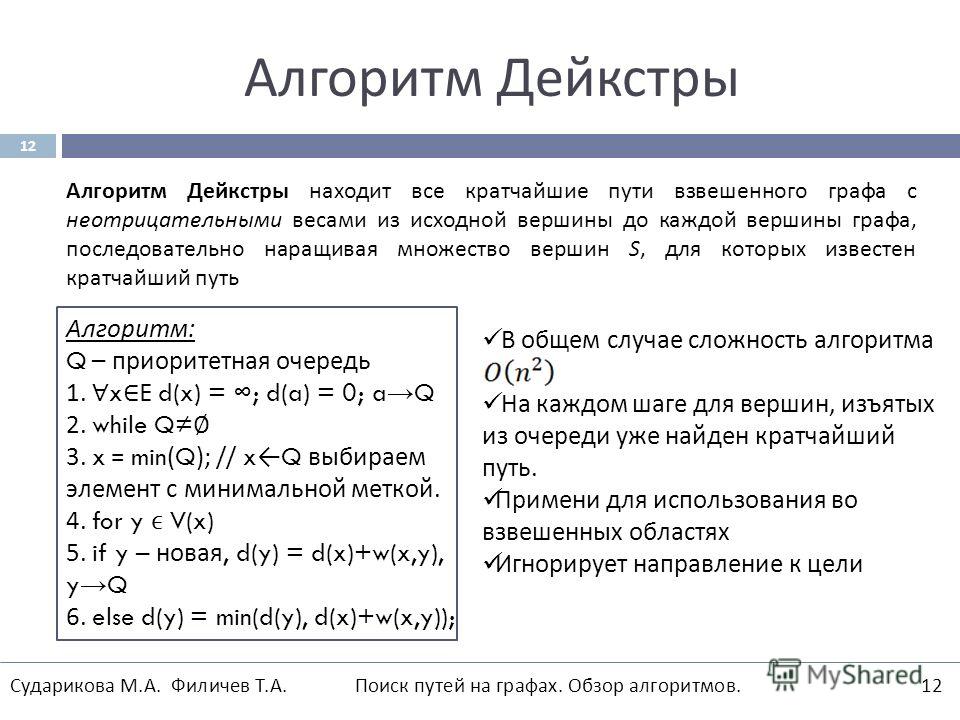 Алгоритм Дейкстры
12
Алгоритм Дейкстры находит все кратчайшие пути взвешенного графа с
неотрицательными весами из исходной вершины до каждой вершины графа,
последовательно наращивая множество вершин S, для которых известен
кратчайший путь
Алгоритм:
Q – приоритетная очередь
1. ∀x∈E d(x) = ∞; d(a) = 0; a→Q
2. while Q≠∅
3. x = min(Q); // x←Q выбираем
элемент с минимальной меткой.
4. for y ϵ V(x)
5. if y – новая, d(y) = d(x)+w(x,y),
y→Q
6. else d(y) = min(d(y), d(x)+w(x,y));
✓ В общем случае сложность алгоритма
O(n²)
✓ На каждом шаге для вершин, изъятых
из очереди уже найден кратчайший
путь.
✓ Примени для использования во
взвешенных областях
✓ Игнорирует направление к цели
Сударикова М.А. Филичев Т.А. Поиск путей на графах. Обзор алгоритмов. 12
MyShared